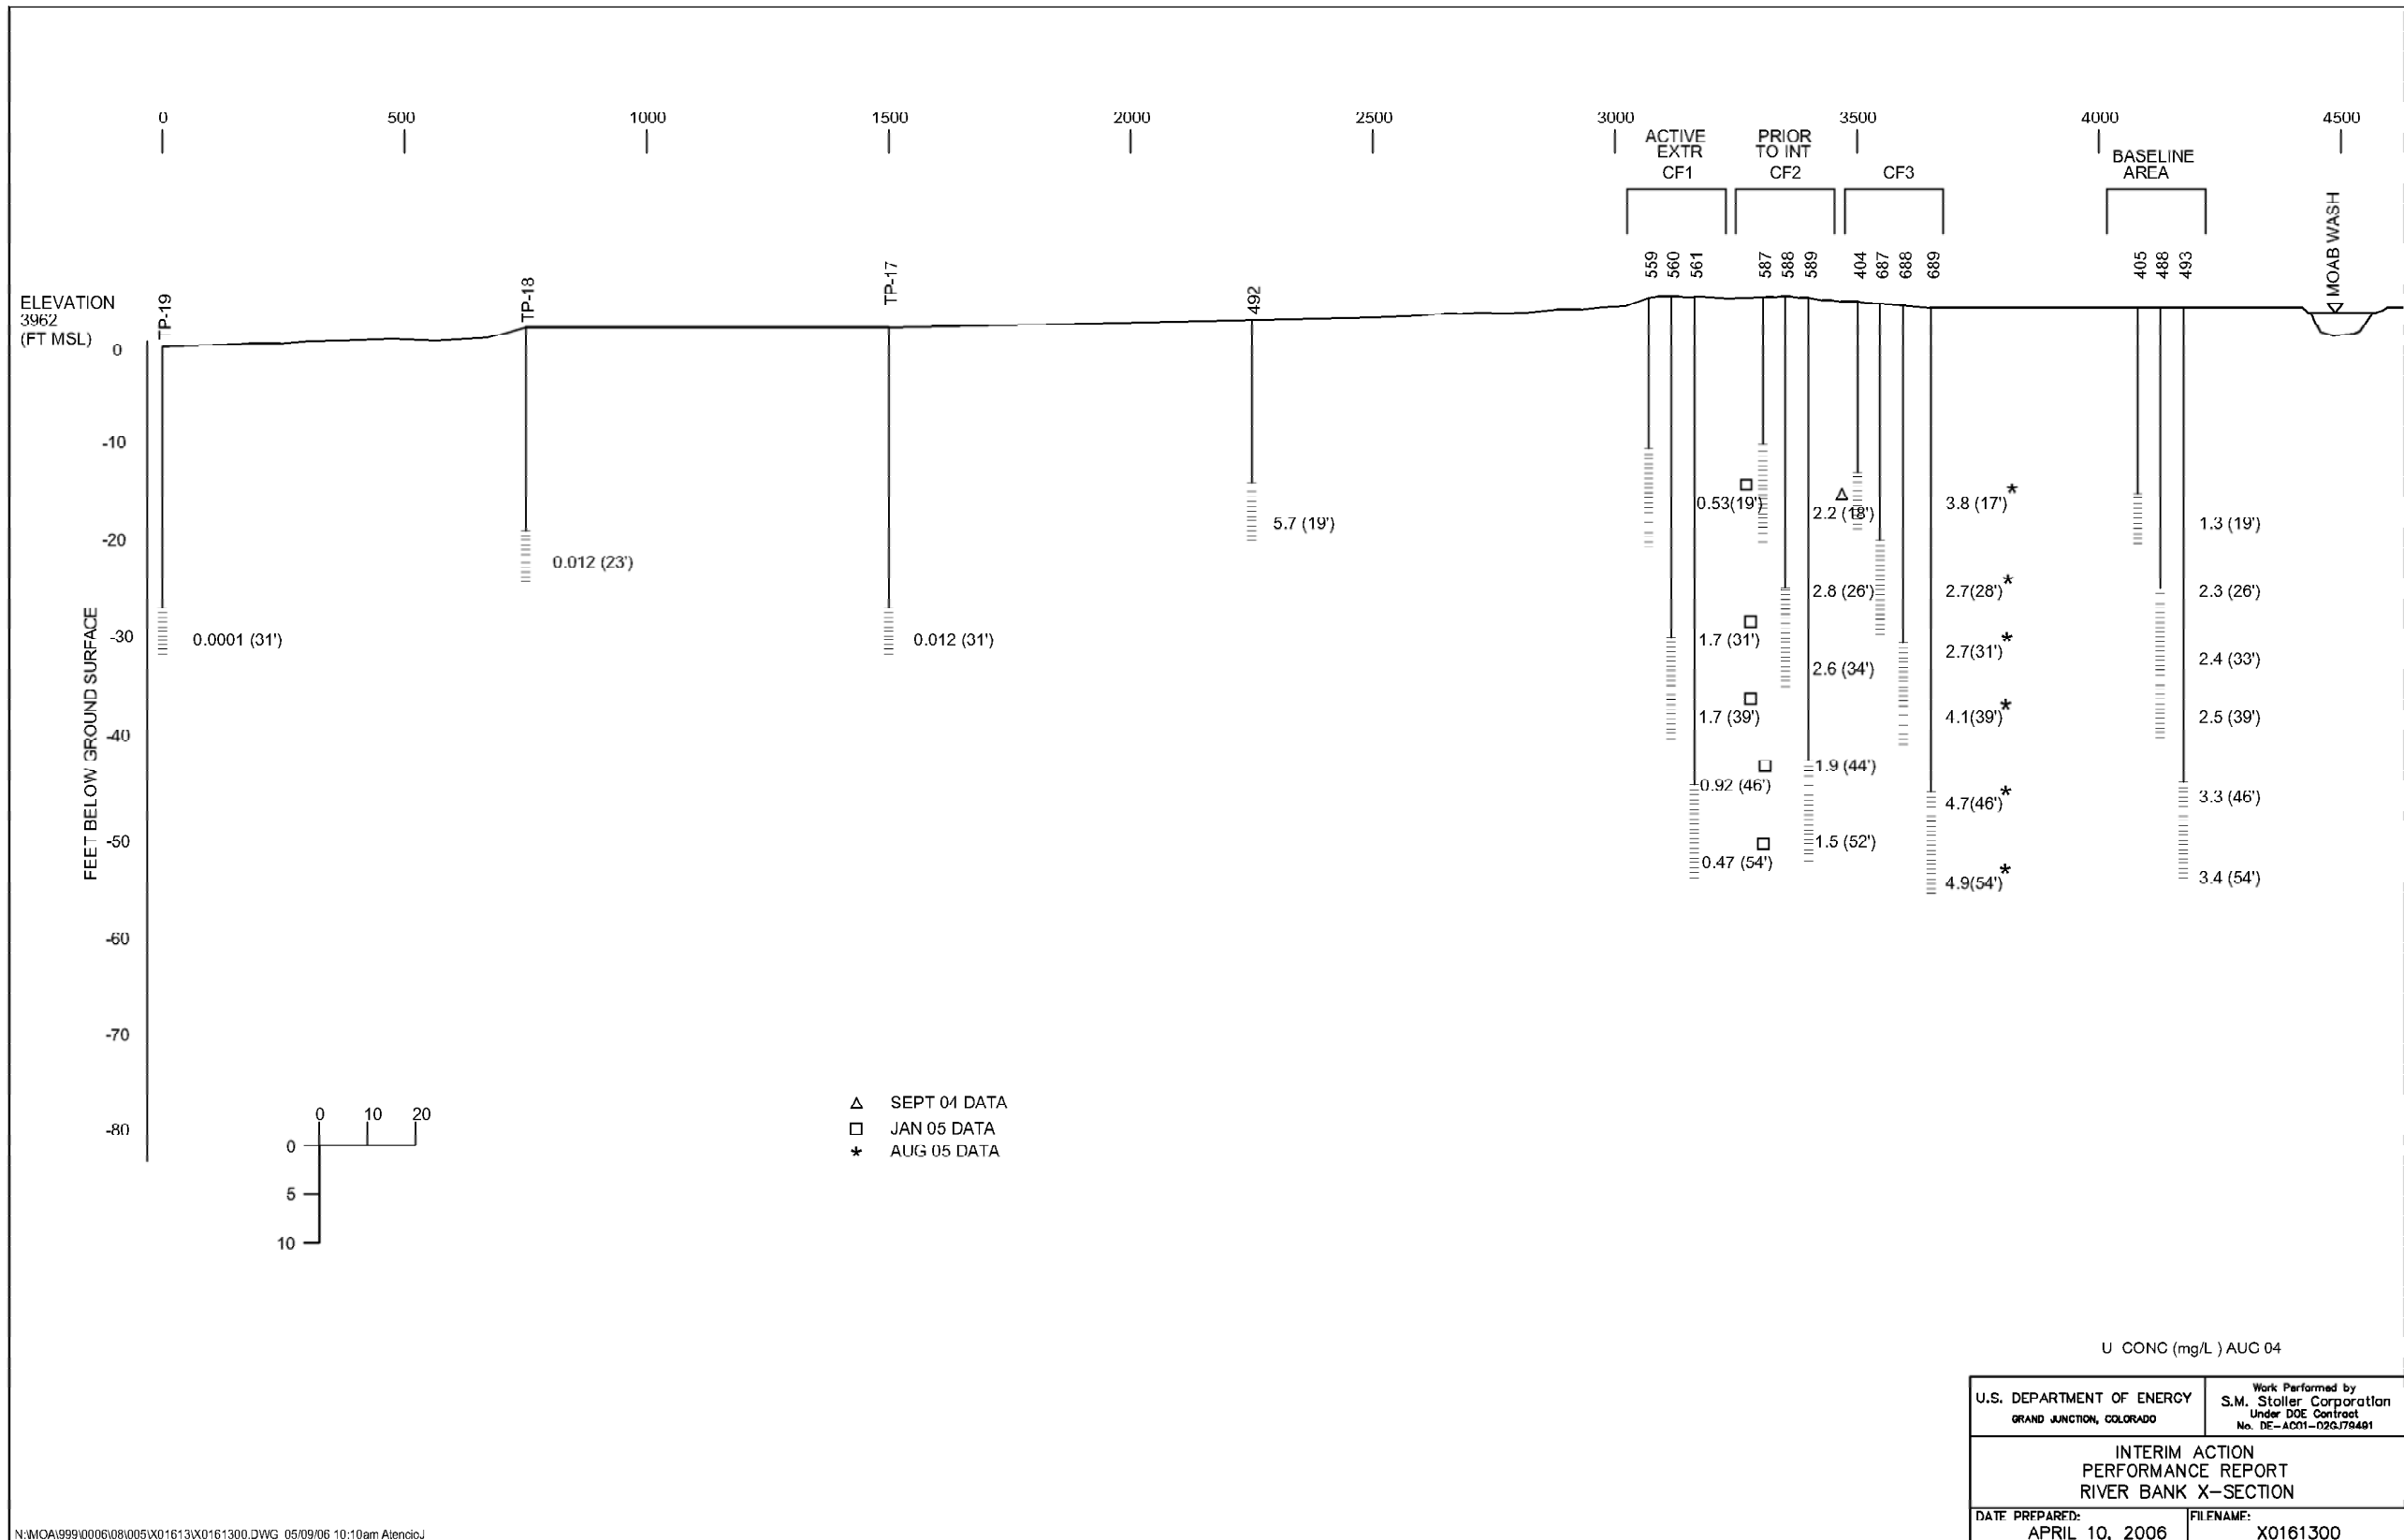 0 500 1000 1500 2000 2500 3000 3500 4000 4500
ACTIVE
EXTR
CF1
PRIOR
TO INT
CF2
CF3
BASELINE
AREA
MOAB WASH
TP-19
TP-18
TP-17
492
559
560
561
587
588
589
404
687
688
689
405
488
493
ELEVATION
3962
(FT MSL)
0
-10
-20
-30
-40
-50
-60
-70
-80
FEET BELOW GROUND SURFACE
0.0001 (31')
0.012 (23')
0.012 (31')
5.7 (19')
0.53(19')
1.7 (31')
1.7 (39')
0.92 (46')
0.47 (54')
2.2 (18')
2.8 (26')
2.6 (34')
1.9 (44')
1.5 (52')
3.8 (17')*
2.7(28')*
2.7(31')*
4.1(39')*
4.7(46')*
4.9(54')*
1.3 (19')
2.3 (26')
2.4 (33')
2.5 (39')
3.3 (46')
3.4 (54')
0 10 20
0
5
10
△ SEPT 04 DATA
□ JAN 05 DATA
* AUG 05 DATA
U CONC (mg/L ) AUG 04
U.S. DEPARTMENT OF ENERGY
GRAND JUNCTION, COLORADO
Work Performed by
S.M. Stoller Corporation
Under DOE Contract
No. DE-AC01-02GJ79491
INTERIM ACTION
PERFORMANCE REPORT
RIVER BANK X-SECTION
DATE PREPARED:
APRIL 10, 2006
FILENAME:
X0161300
N:\MOA\999\0006\08\005\X01613\X0161300.DWG 05/09/06 10:10am AtencioJ